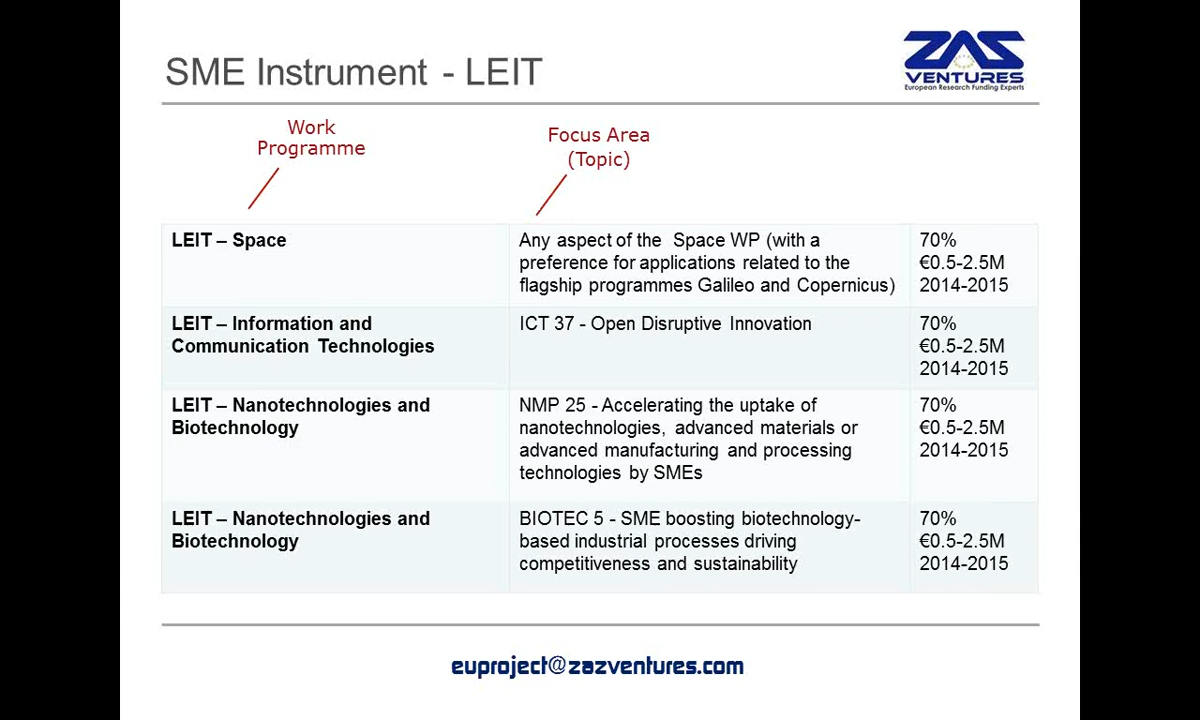 SME Instrument - LEIT
ZAZ
VENTURES
European Research Funding Experts
Work
Programme
Focus Area
(Topic)
LEIT – Space
Any aspect of the Space WP (with a
preference for applications related to the
flagship programmes Galileo and Copernicus)
70%
€0.5-2.5M
2014-2015
LEIT – Information and
Communication Technologies
ICT 37 - Open Disruptive Innovation
70%
€0.5-2.5M
2014-2015
LEIT – Nanotechnologies and
Biotechnology
NMP 25 - Accelerating the uptake of
nanotechnologies, advanced materials or
advanced manufacturing and processing
technologies by SMEs
70%
€0.5-2.5M
2014-2015
LEIT – Nanotechnologies and
Biotechnology
BIOTEC 5 - SME boosting biotechnology-
based industrial processes driving
competitiveness and sustainability
70%
€0.5-2.5M
2014-2015
euproject@zazventures.com